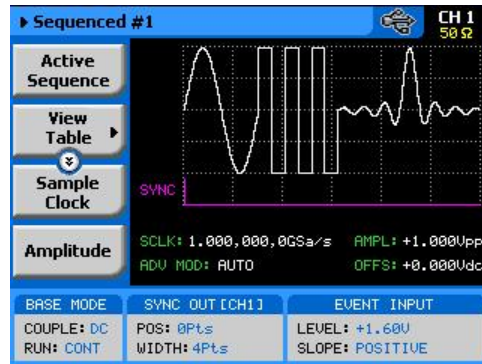 Sequenced #1
CH 1
50 Ω
Active
Sequence
View
Table
Sample
Clock
Amplitude
SYNC
SCLK: 1.000,000,0GSa/s AMPL: +1.000Vpp
ADV MOD: AUTO OFFS: +0.000Vdc
BASE MODE SYNC OUT [CH1] EVENT INPUT
COUPLE: DC POS: 0Pts LEVEL: +1.60V
RUN: CONT WIDTH: 4Pts SLOPE: POSITIVE